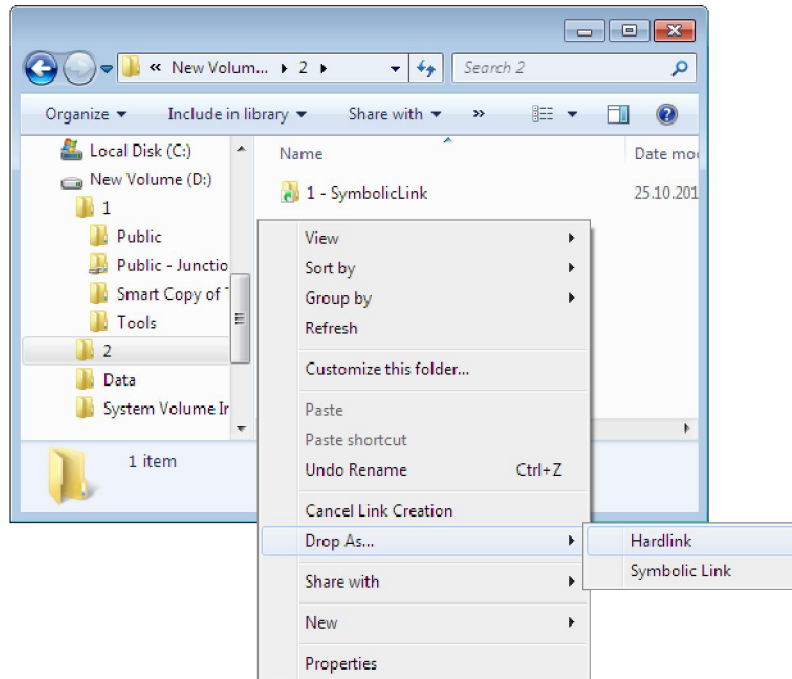 « New Volum... 2
Search 2
Organize
Include in library
Share with
»
Local Disk (C:)
New Volume (D:)
1
Public
Public - Junctio
Smart Copy of
Tools
2
Data
System Volume Ir
Name
Date mo
1 - SymbolicLink
25.10.201
1 item
View
Sort by
Group by
Refresh
Customize this folder...
Paste
Paste shortcut
Undo Rename Ctrl+Z
Cancel Link Creation
Drop As...
Share with
New
Properties
Hardlink
Symbolic Link